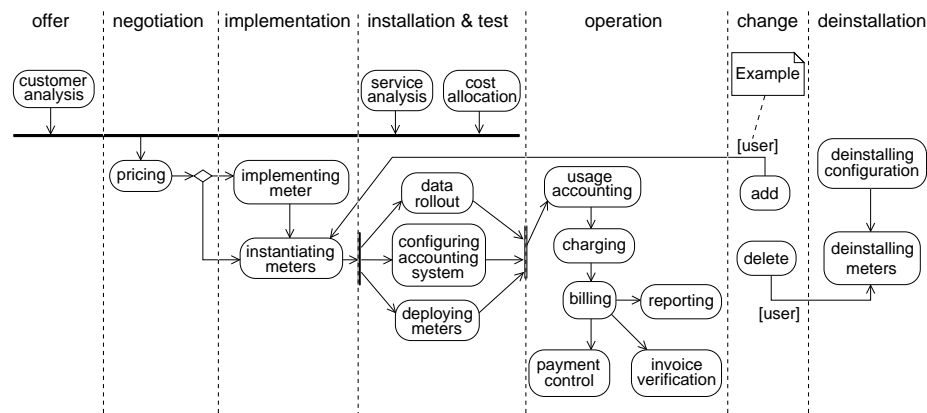 offer
negotiation
implementation
installation & test
operation
change
deinstallation
customer
analysis
service
analysis
cost
allocation
Example
[user]
pricing
implementing
meter
data
rollout
usage
accounting
add
deinstalling
configuration
instantiating
meters
configuring
accounting
system
charging
delete
deinstalling
meters
deploying
meters
billing
reporting
[user]
payment
control
invoice
verification